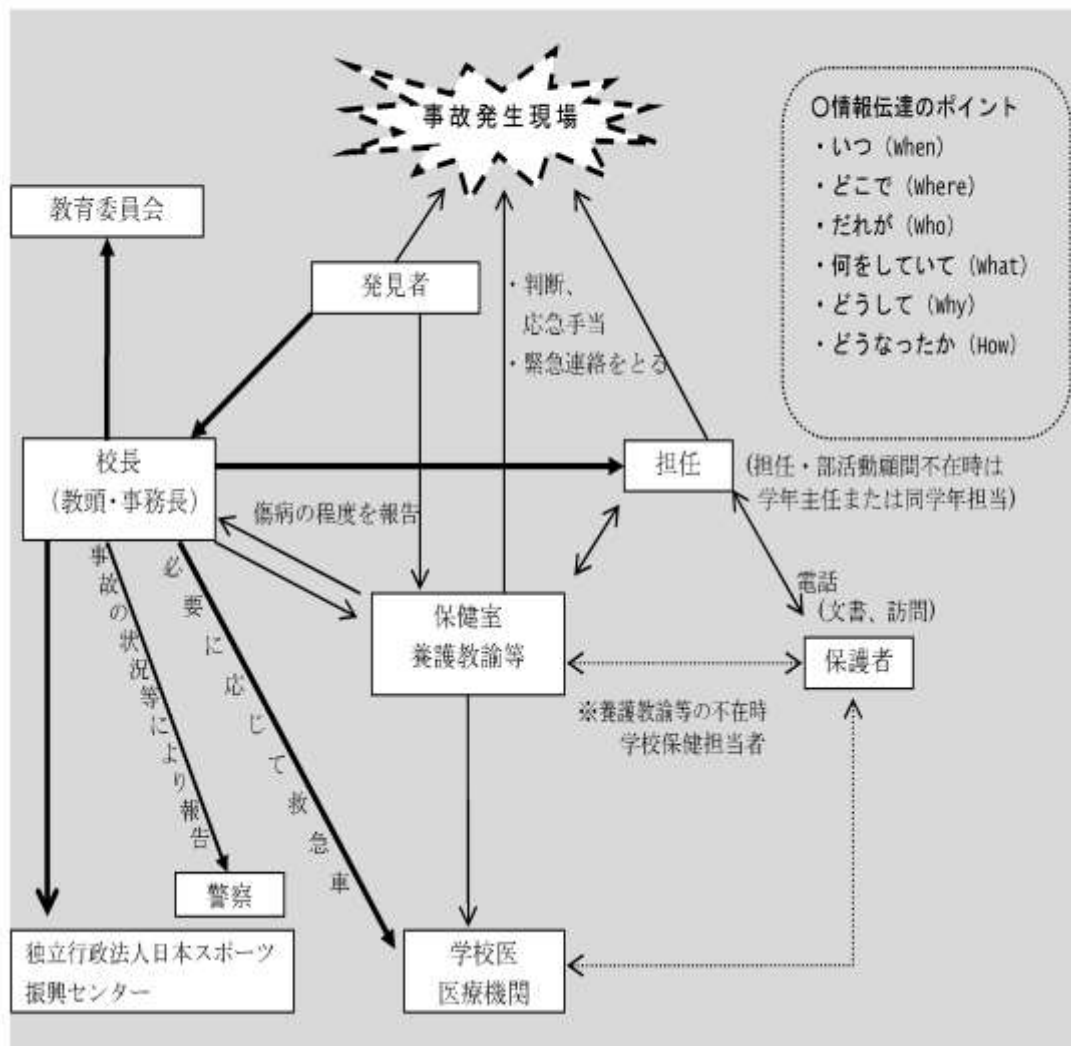 事故発生現場
〇情報伝達のポイント
・いつ（When）
・どこで（Where）
・だれが（Who）
・何をしていて（What）
・どうして（Why）
・どうなったか（How）
教育委員会
発見者
・判断、
応急手当
・緊急連絡をとる
校長
（教頭・事務長）
担任
(担任・部活動顧問不在時は
学年主任または同学年担当)
傷病の程度を報告
事故の状況等により報告
必要に応じて救急車
保健室
養護教諭等
電話
(文書、訪問)
保護者
※養護教諭等の不在時
学校保健担当者
警察
独立行政法人日本スポーツ
振興センター
学校医
医療機関